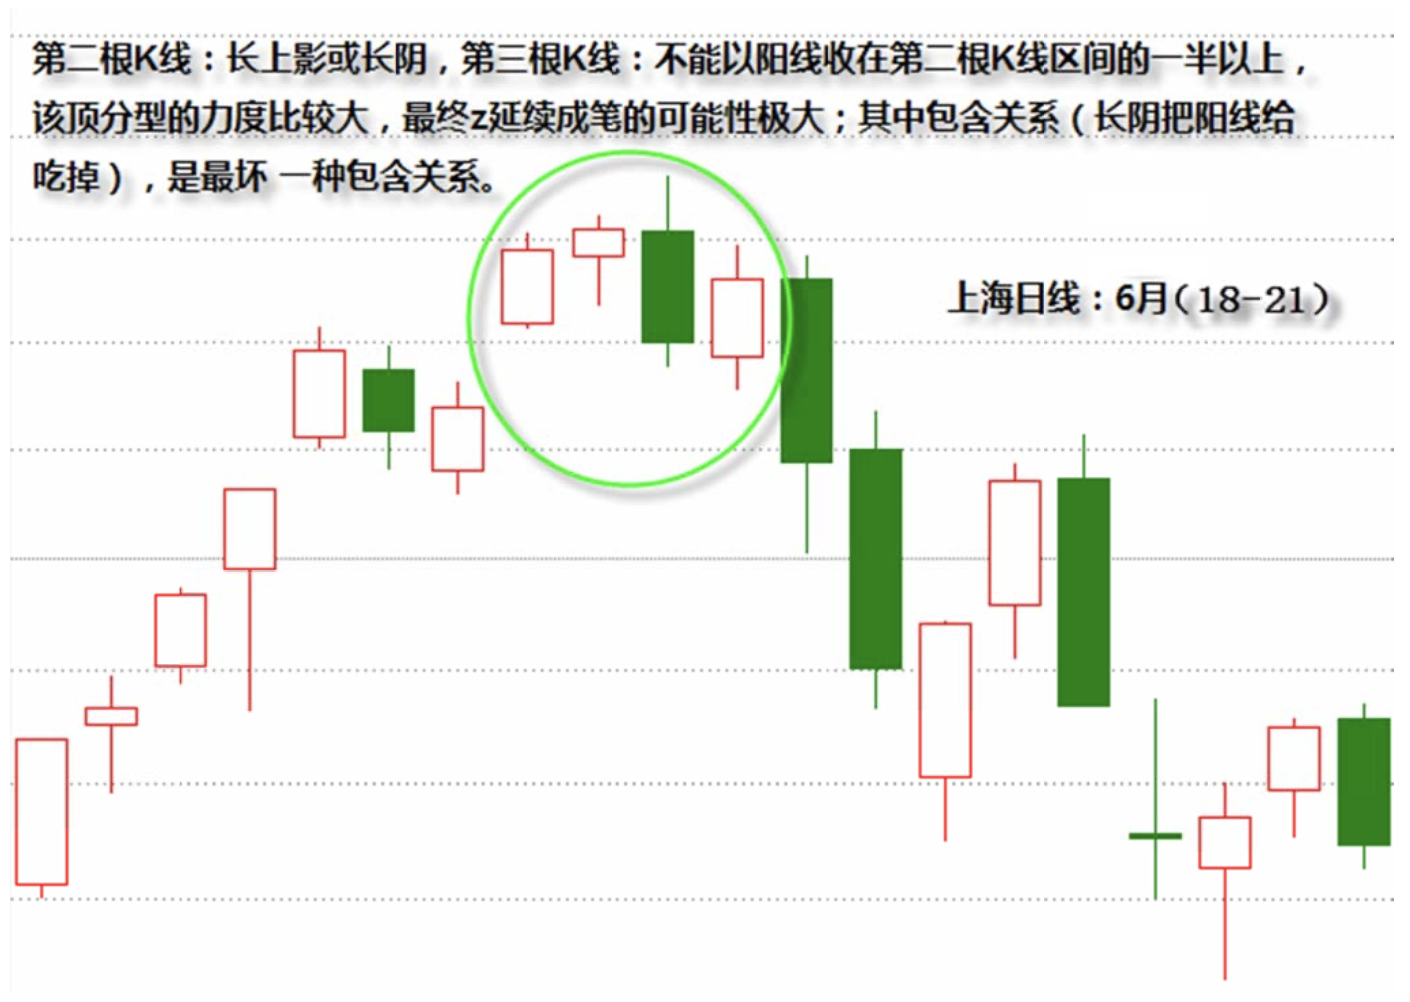 第二根K线：长上影或长阴，第三根K线：不能以阳线收在第二根K线区间的一半以上，
该顶分型的力度比较大，最终z延续成笔的可能性极大；其中包含关系（长阴把阳线给
吃掉），是最坏 一种包含关系。
上海日线：6月（18-21）